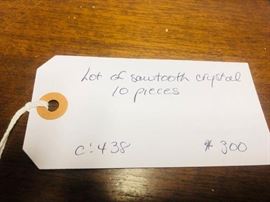 Lot of sawtooth crystal
10 pieces
C:438 $300